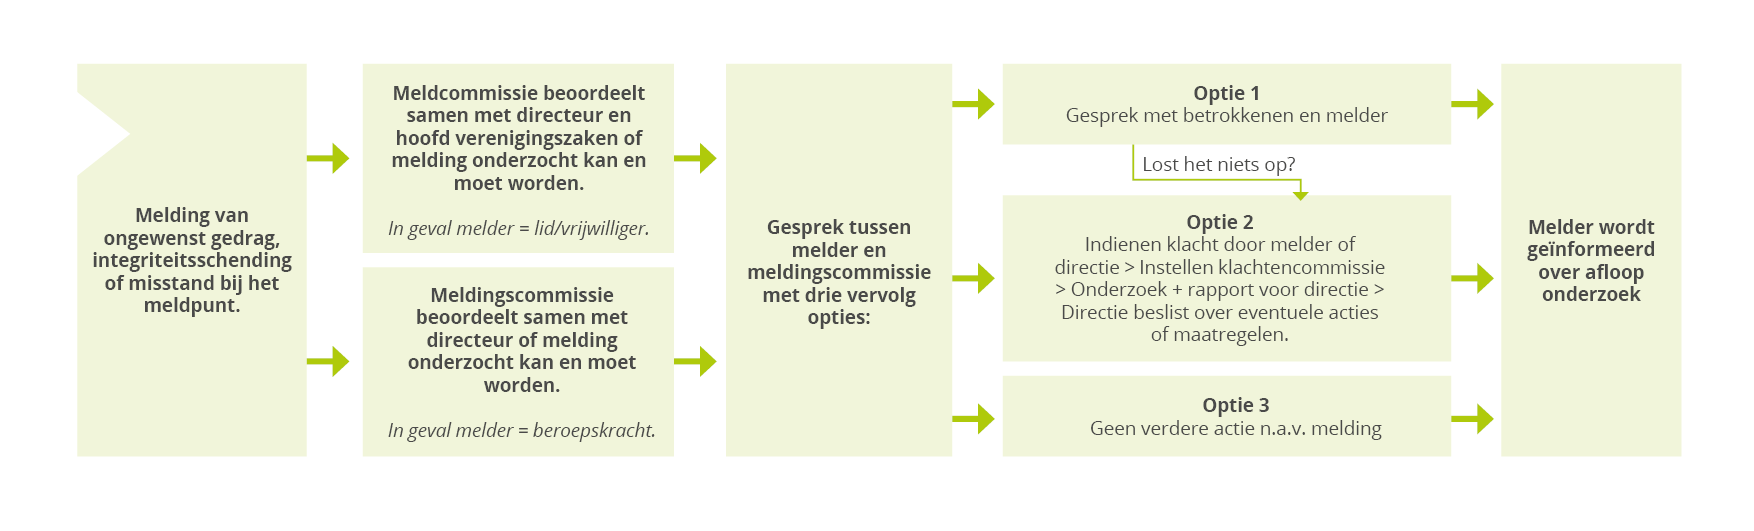 Melding van
ongewenst gedrag,
integriteitsschending
of misstand bij het
meldpunt.
Meldcommissie beoordeelt
samen met directeur en
hoofd verenigingszaken of
melding onderzocht kan en
moet worden.
In geval melder = lid/vrijwilliger.
Meldingscommissie
beoordeelt samen met
directeur of melding
onderzocht kan en moet
worden.
In geval melder = beroepskracht.
Gesprek tussen
melder en
meldingscommissie
met drie vervolg
opties:
Optie 1
Gesprek met betrokkenen en melder
Lost het niets op?
Optie 2
Indienen klacht door melder of
directie > Instellen klachtencommissie
> Onderzoek + rapport voor directie >
Directie beslist over eventuele acties
of maatregelen.
Optie 3
Geen verdere actie n.a.v. melding
Melder wordt
geïnformeerd
over afloop
onderzoek